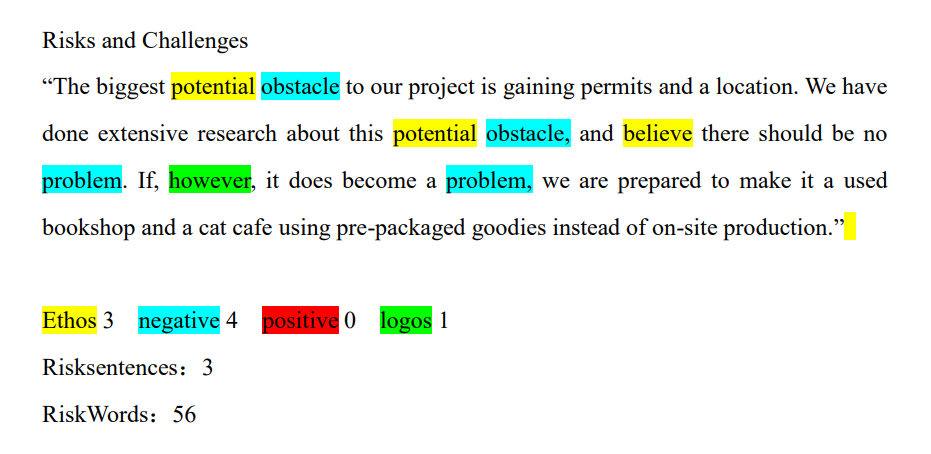 Risks and Challenges
“The biggest potential obstacle to our project is gaining permits and a location. We have
done extensive research about this potential obstacle, and believe there should be no
problem. If, however, it does become a problem, we are prepared to make it a used
bookshop and a cat cafe using pre-packaged goodies instead of on-site production.”
Ethos 3 negative 4 positive 0 logos 1
Risksentences：3
RiskWords：56